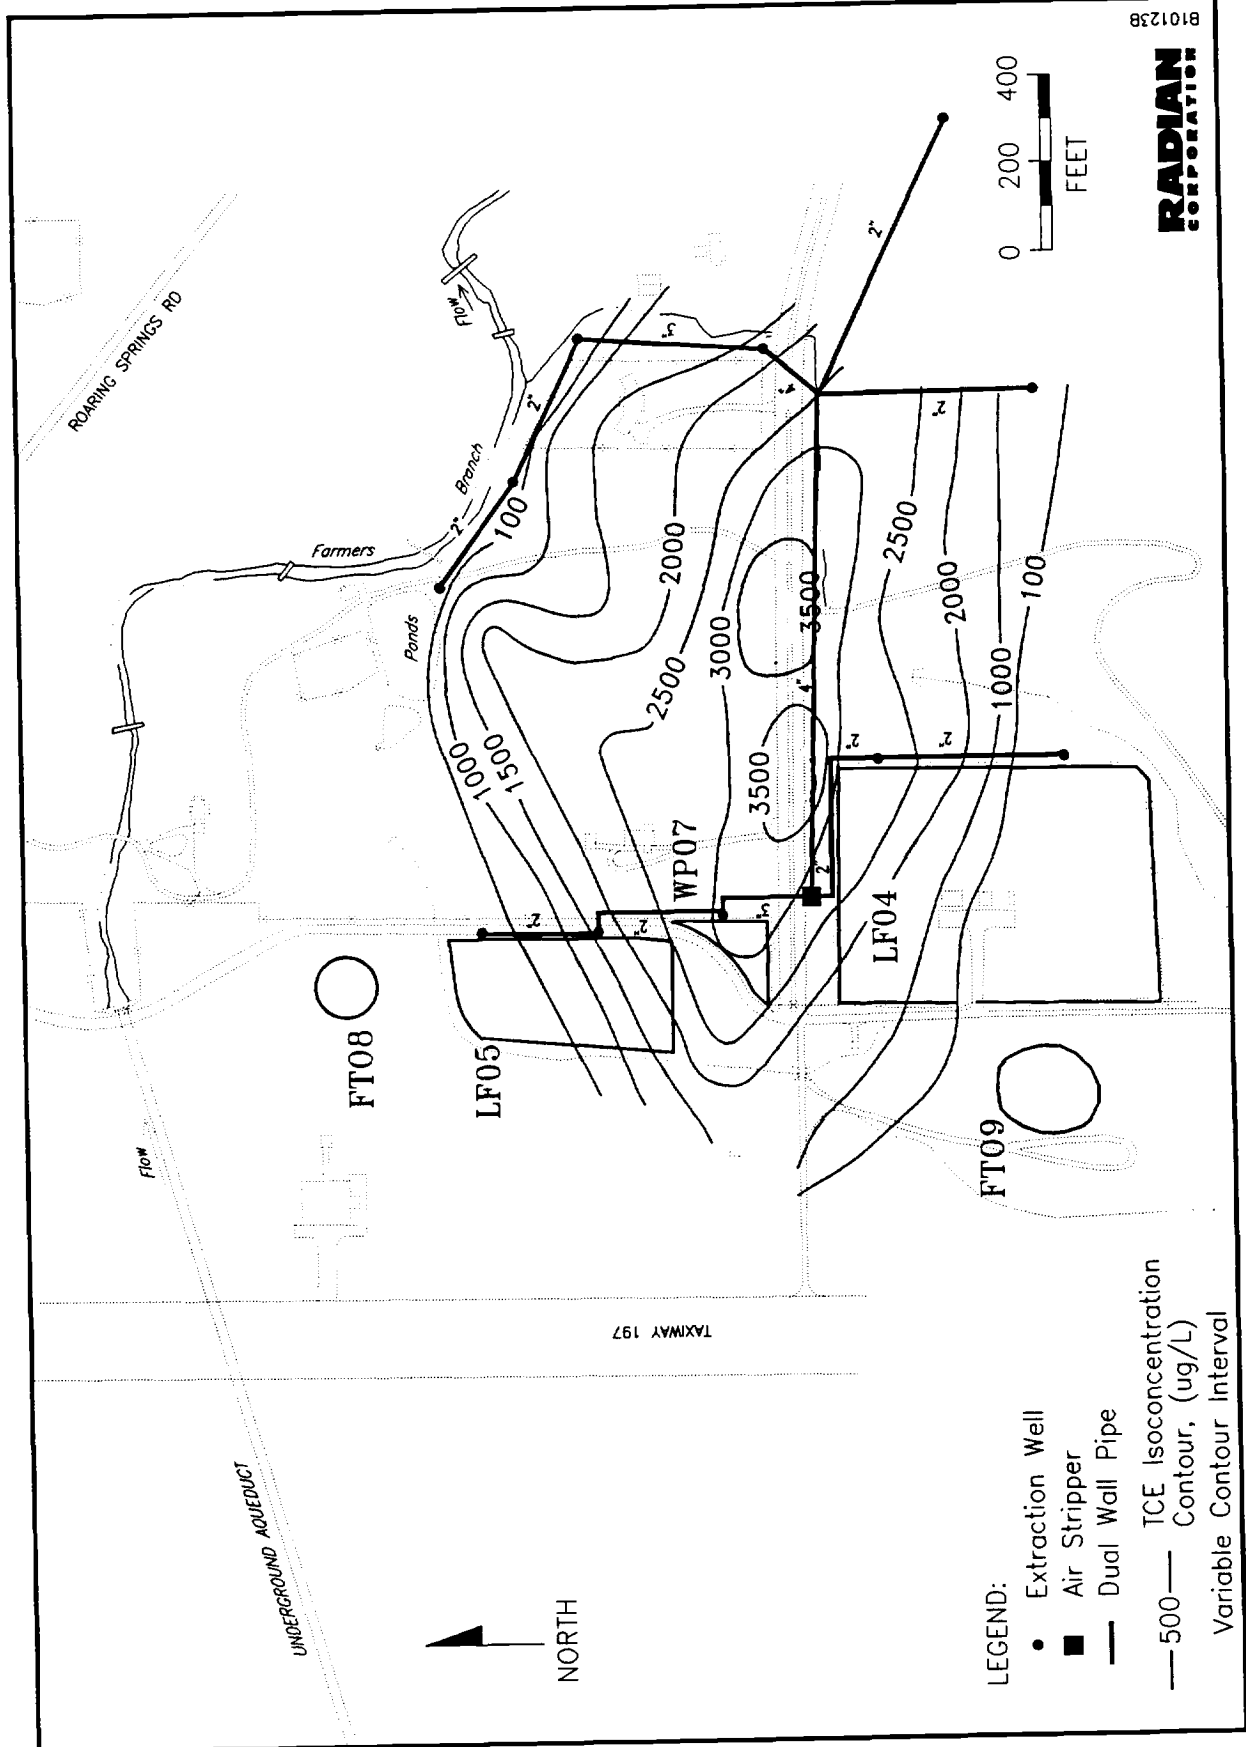 B10123B
RADIAN
CORPORATION
0 200 400
FEET
ROARING SPRINGS RD
Flow
Branch
Farmers
Ponds
2"
2"
3"
4"
2"
2"
100
2000
2500
3000
3500
3500
2500
2000
1000
100
1000
1500
4"
2"
2"
2"
3"
2"
2"
WP07
LF04
LF05
FT08
FT09
Flow
TAXIWAY 197
UNDERGROUND AQUEDUCT
NORTH
LEGEND:
Extraction Well
Air Stripper
Dual Wall Pipe
500 TCE Isoconcentration
Contour, (ug/L)
Variable Contour Interval